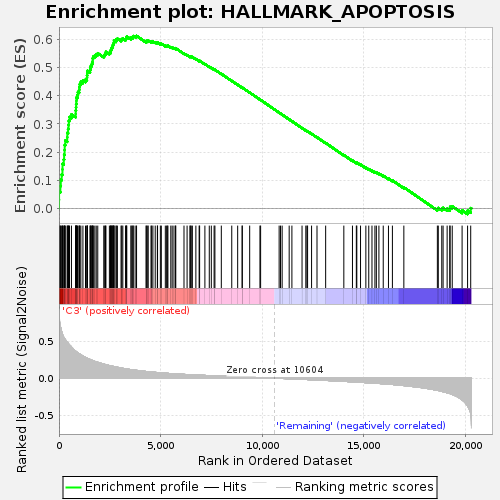 Enrichment plot: HALLMARK_APOPTOSIS
Enrichment score (ES)
0.6
0.5
0.4
0.3
0.2
0.1
0.0
'C3' (positively correlated)
Ranked list metric (Signal2Noise)
0.5
0.0
-0.5
Zero cross at 10604
'Remaining' (negatively correlated)
0 5,000 10,000 15,000 20,000
Rank in Ordered Dataset
Enrichment profile Hits Ranking metric scores